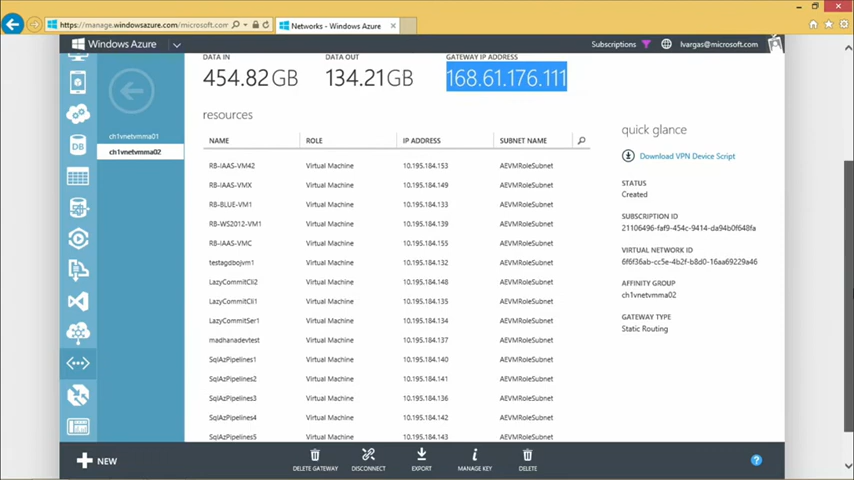 https://manage.windowsazure.com/microsoft.com
Networks - Windows Azure
Windows Azure
Subscriptions
lvargas@microsoft.com
DATA IN
DATA OUT
GATEWAY IP ADDRESS
454.82GB
134.21GB
168.61.176.111
resources
NAME ROLE IP ADDRESS SUBNET NAME
RB-IAAS-VM42 Virtual Machine 10.195.184.153 AEVMRoleSubnet
RB-IAAS-VMX Virtual Machine 10.195.184.149 AEVMRoleSubnet
RB-BLUE-VM1 Virtual Machine 10.195.184.133 AEVMRoleSubnet
RB-WS2012-VM1 Virtual Machine 10.195.184.139 AEVMRoleSubnet
RB-IAAS-VMC Virtual Machine 10.195.184.155 AEVMRoleSubnet
testagdbojvm1 Virtual Machine 10.195.184.132 AEVMRoleSubnet
LazyCommitCli2 Virtual Machine 10.195.184.148 AEVMRoleSubnet
LazyCommitCli1 Virtual Machine 10.195.184.135 AEVMRoleSubnet
LazyCommitSer1 Virtual Machine 10.195.184.134 AEVMRoleSubnet
madhanadevtest Virtual Machine 10.195.184.137 AEVMRoleSubnet
SqlAzPipelines1 Virtual Machine 10.195.184.140 AEVMRoleSubnet
SqlAzPipelines2 Virtual Machine 10.195.184.141 AEVMRoleSubnet
SqlAzPipelines3 Virtual Machine 10.195.184.136 AEVMRoleSubnet
SqlAzPipelines4 Virtual Machine 10.195.184.142 AEVMRoleSubnet
SqlAzPipelines5 Virtual Machine 10.195.184.143 AEVMRoleSubnet
ch1vnetvmma01
ch1vnetvmma02
DB
quick glance
Download VPN Device Script
STATUS
Created
SUBSCRIPTION ID
21106496-faf9-454c-9414-da94b0f648fa
VIRTUAL NETWORK ID
6f6f36ab-cc5e-4b2f-b8d0-16aa69229a46
AFFINITY GROUP
ch1vnetvmma02
GATEWAY TYPE
Static Routing
NEW
DELETE GATEWAY
DISCONNECT
EXPORT
MANAGE KEY
DELETE
?